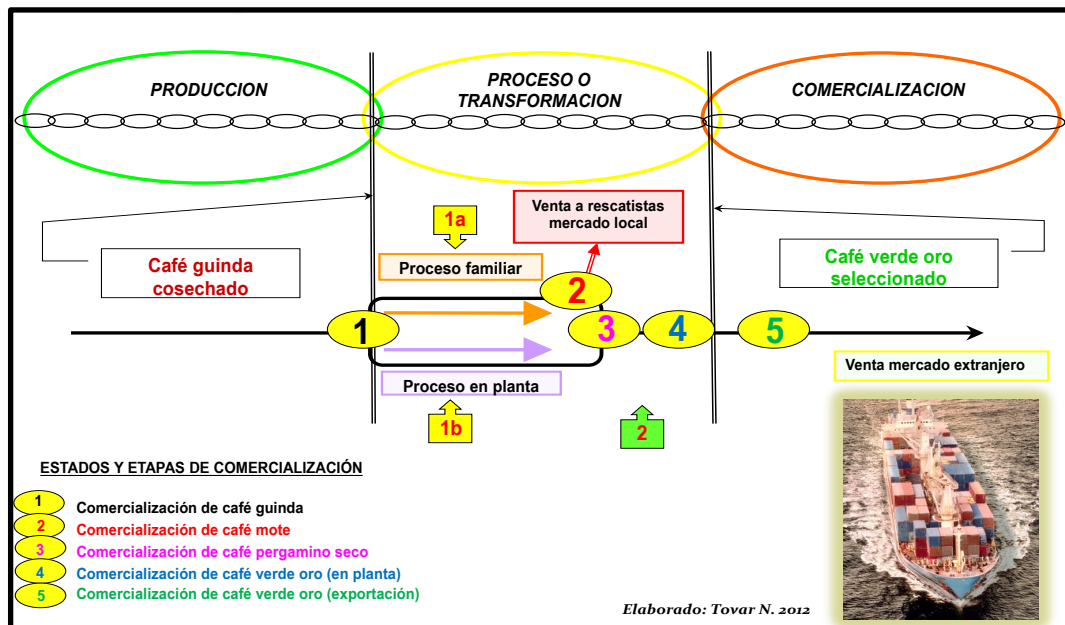 PRODUCCION
PROCESO O
TRANSFORMACION
COMERCIALIZACION
1a
Venta a rescatistas
mercado local
Café guinda
cosechado
Proceso familiar
Café verde oro
seleccionado
2
1
3
4
5
Proceso en planta
Venta mercado extranjero
1b
2
ESTADOS Y ETAPAS DE COMERCIALIZACIÓN
1 Comercialización de café guinda
2 Comercialización de café mote
3 Comercialización de café pergamino seco
4 Comercialización de café verde oro (en planta)
5 Comercialización de café verde oro (exportación)
Elaborado: Tovar N. 2012